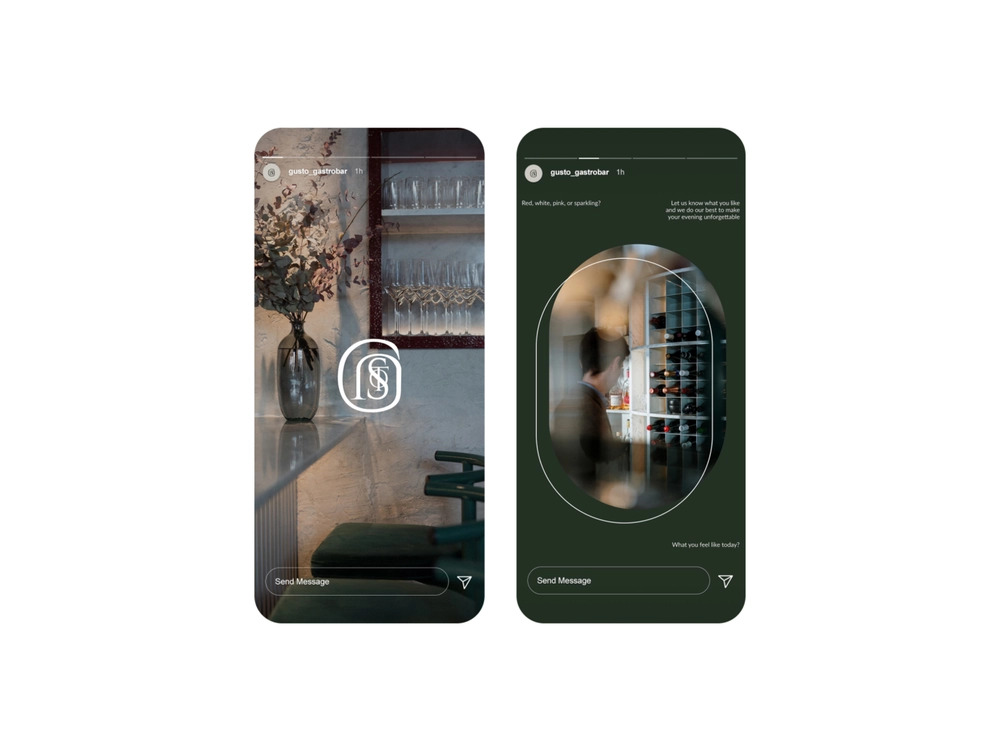 gusto_gastrobar 1h
Send Message
gusto_gastrobar 1h
Red, white, pink, or sparkling?
Let us know what you like
and we do our best to make
your evening unforgettable
What you feel like today?
Send Message